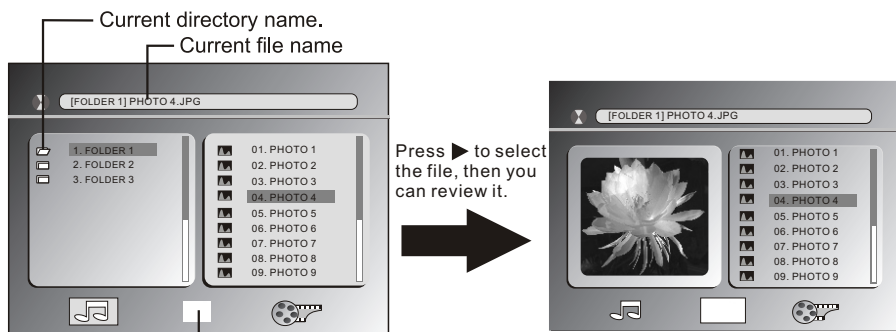 Current directory name.
Current file name
[FOLDER 1] PHOTO 4.JPG
1. FOLDER 1
2. FOLDER 2
3. FOLDER 3
01. PHOTO 1
02. PHOTO 2
03. PHOTO 3
04. PHOTO 4
05. PHOTO 5
06. PHOTO 6
07. PHOTO 7
08. PHOTO 8
09. PHOTO 9
Press ▶ to select
the file, then you
can review it.
[FOLDER 1] PHOTO 4.JPG
01. PHOTO 1
02. PHOTO 2
03. PHOTO 3
04. PHOTO 4
05. PHOTO 5
06. PHOTO 6
07. PHOTO 7
08. PHOTO 8
09. PHOTO 9